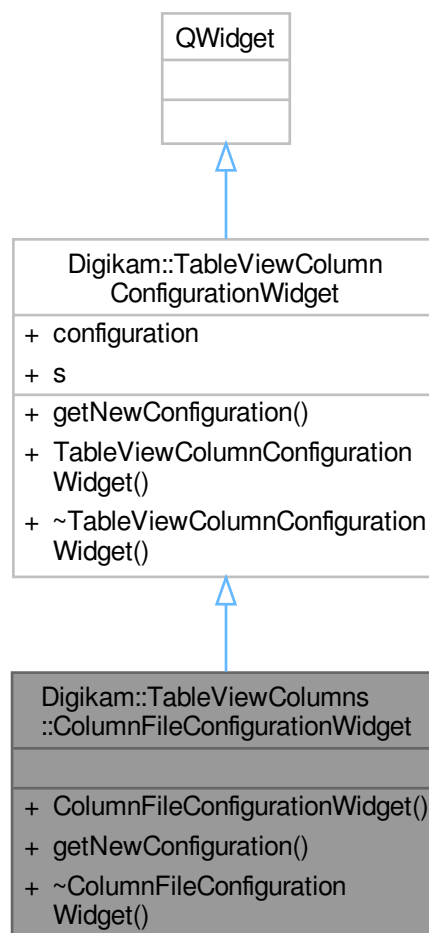 QWidget
Digikam::TableViewColumn
ConfigurationWidget
+ configuration
+ s
+ getNewConfiguration()
+ TableViewColumnConfiguration
Widget()
+ ~TableViewColumnConfiguration
Widget()
Digikam::TableViewColumns
::ColumnFileConfigurationWidget
+ ColumnFileConfigurationWidget()
+ getNewConfiguration()
+ ~ColumnFileConfiguration
Widget()